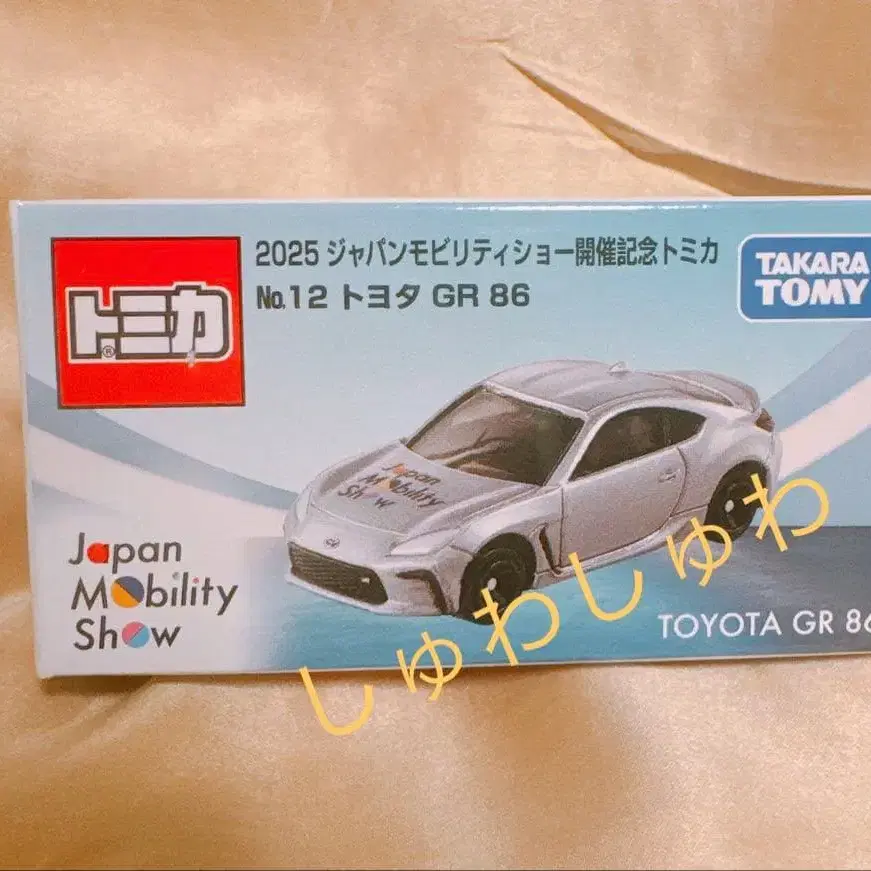 2025 ジャパンモビリティショー開催記念トミカ
No.12 トヨタ GR 86
トミカ®
TAKARA TOMY
Japan
Mobility
Show
Japan
Mobility
Show
TOYOTA GR 86
しゅわしゅわ